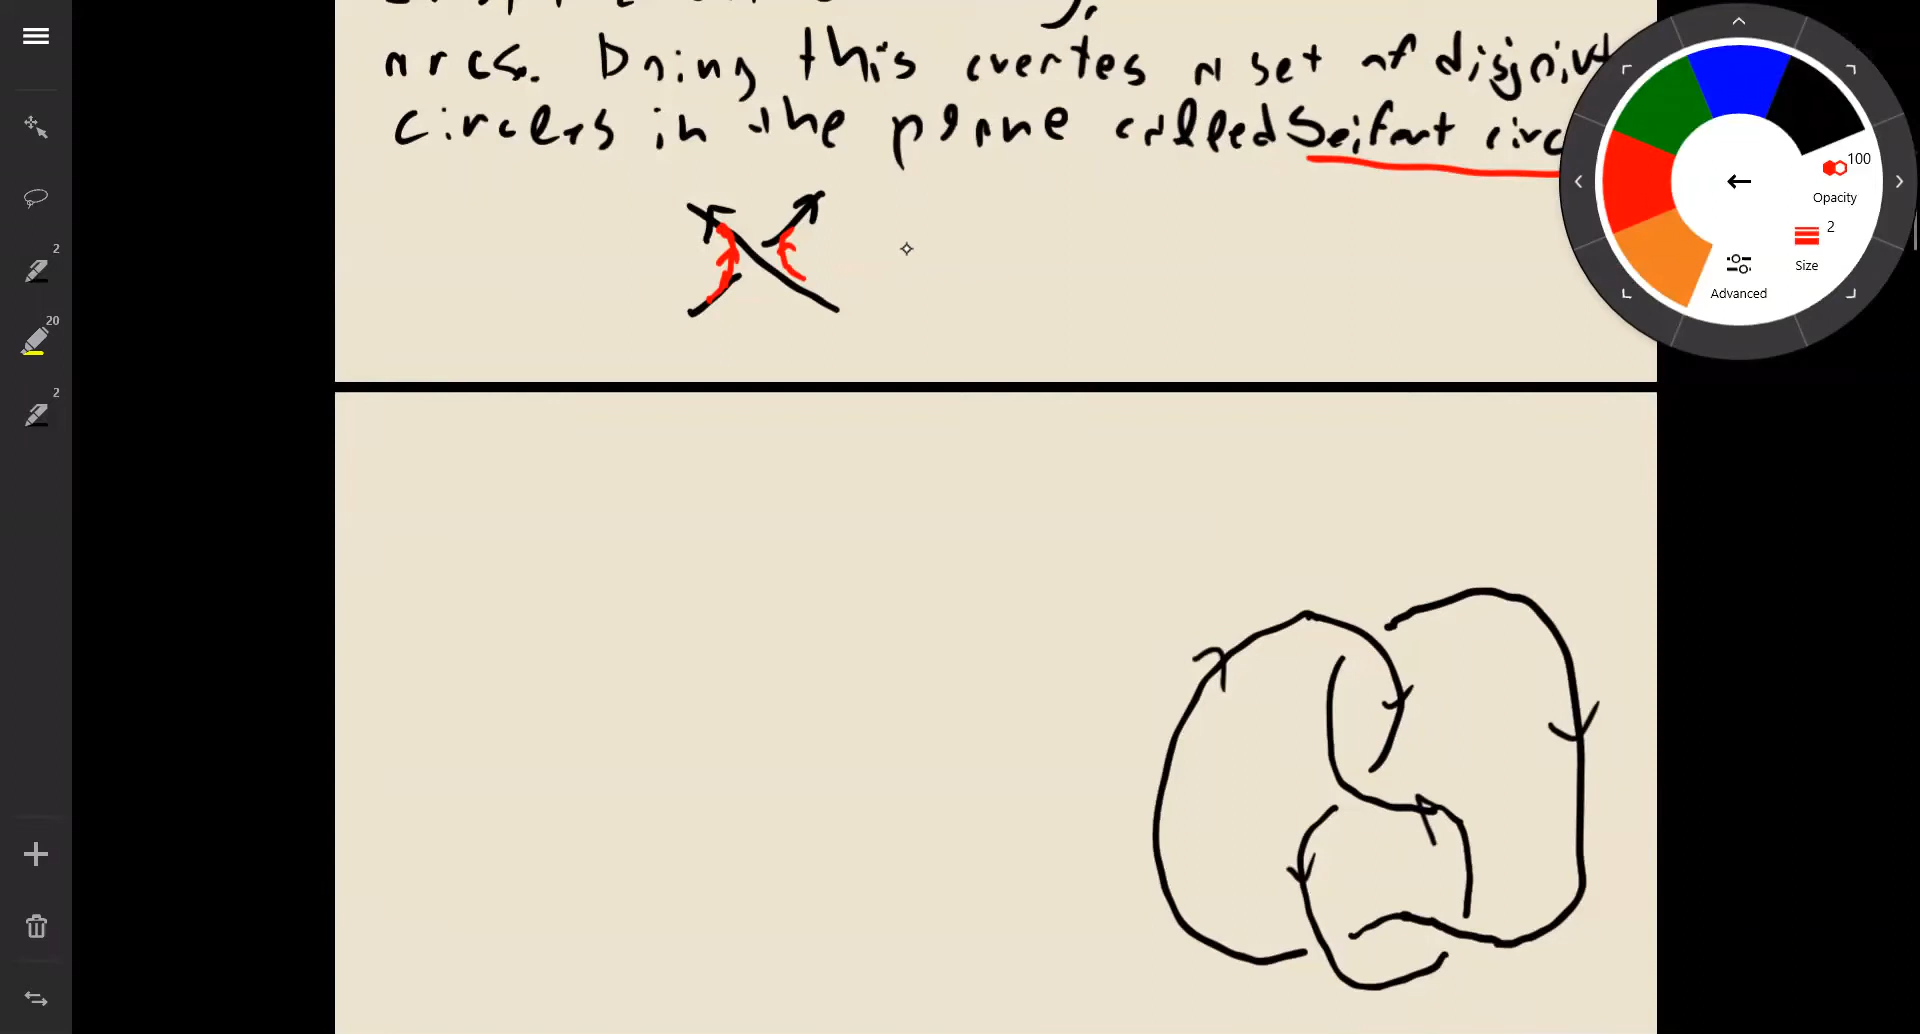 arcs. Doing this creates a set of disjoint
circles in the plane called Seifert circ
100
Opacity
2
Size
Advanced
2
20
2